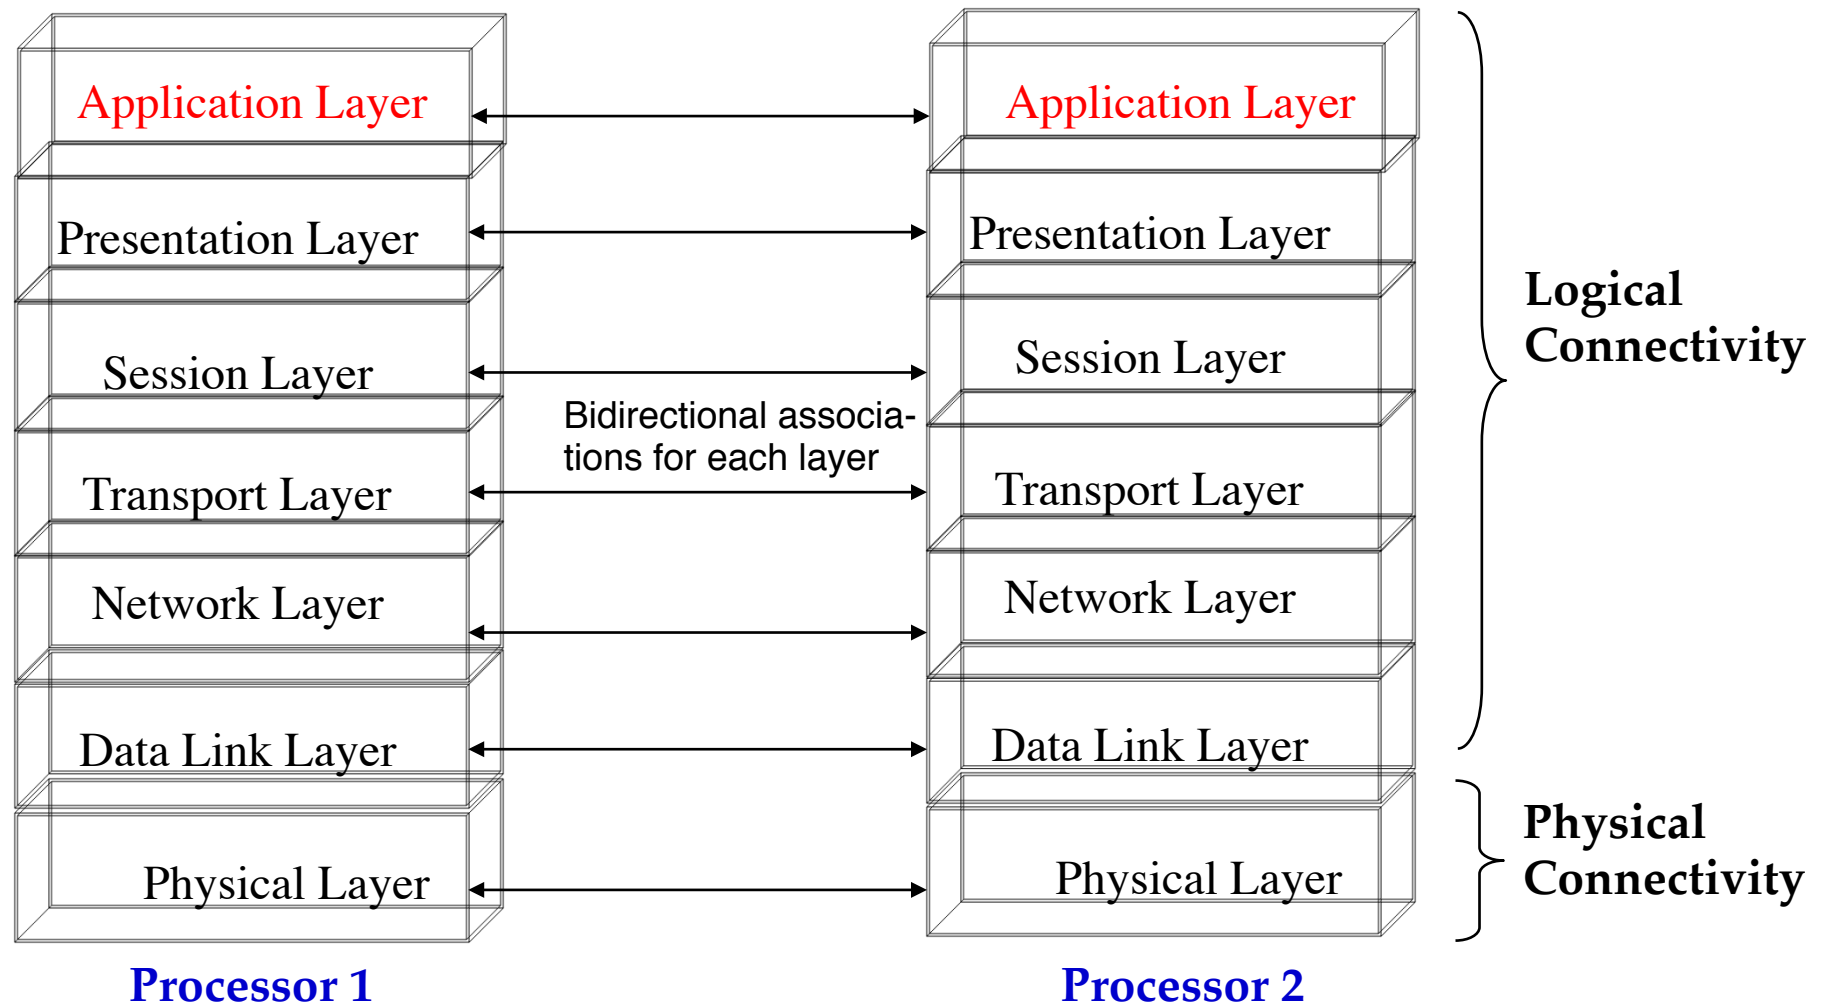 Application Layer
Application Layer
Presentation Layer
Presentation Layer
Session Layer
Session Layer
Bidirectional associa-
tions for each layer
Transport Layer
Transport Layer
Network Layer
Network Layer
Data Link Layer
Data Link Layer
Physical Layer
Physical Layer
Logical
Connectivity
Physical
Connectivity
Processor 1
Processor 2